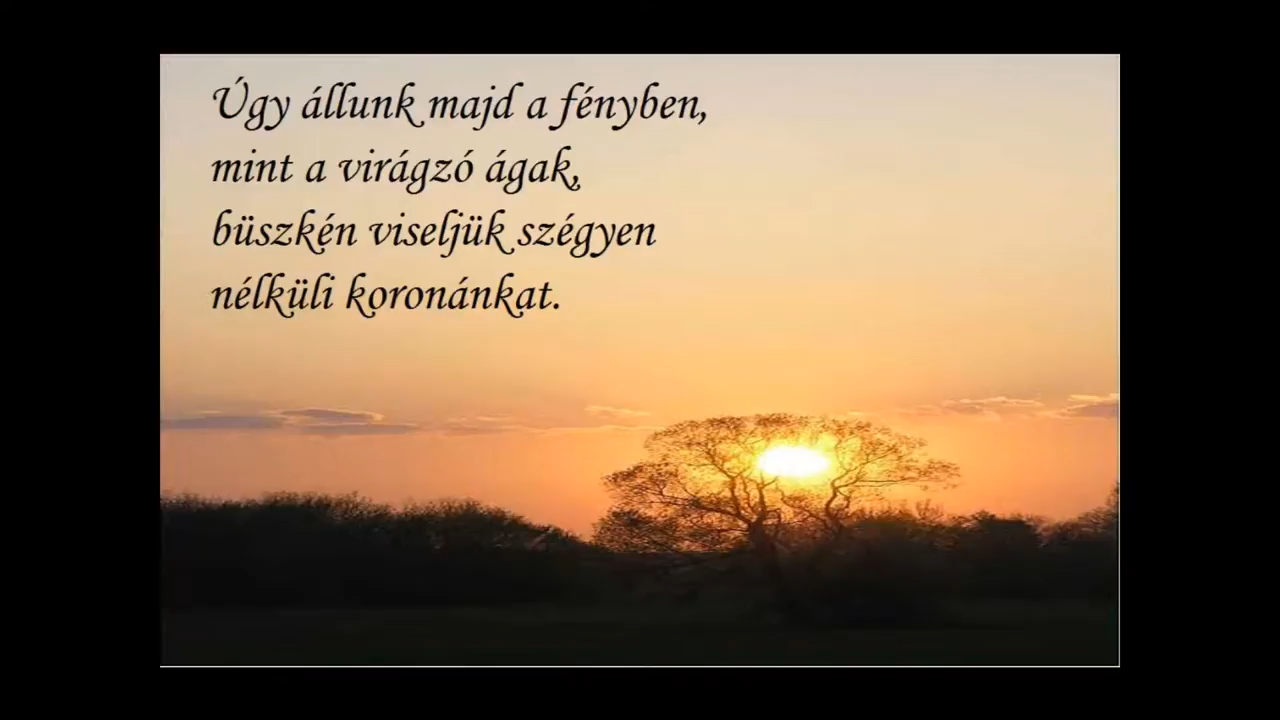 Úgy állunk majd a fényben,
mint a virágzó ágak,
büszkén viseljük szégyen
nélküli koronánkat.